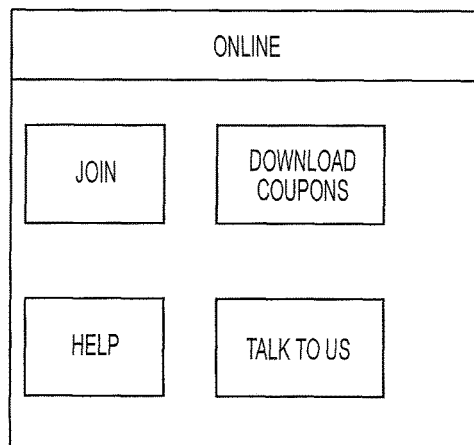 ONLINE
JOIN
DOWNLOAD
COUPONS
HELP
TALK TO US